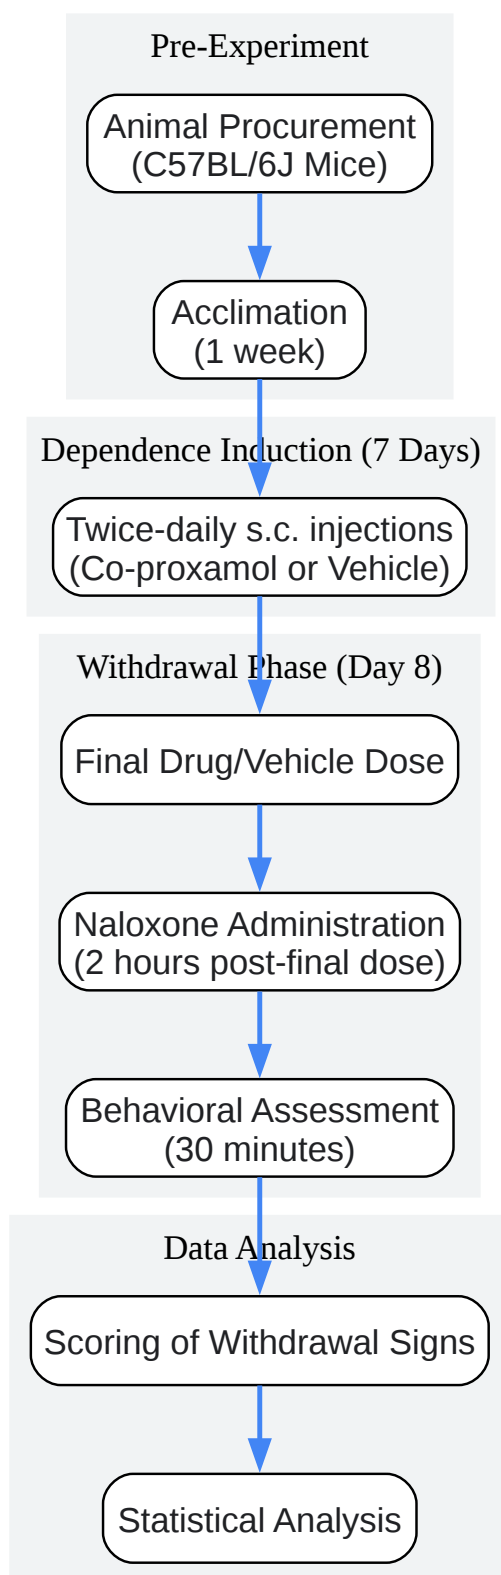 Pre-Experiment
Animal Procurement
(C57BL/6J Mice)
Acclimation
(1 week)
Dependence Induction (7 Days)
Twice-daily s.c. injections
(Co-proxamol or Vehicle)
Withdrawal Phase (Day 8)
Final Drug/Vehicle Dose
Naloxone Administration
(2 hours post-final dose)
Behavioral Assessment
(30 minutes)
Data Analysis
Scoring of Withdrawal Signs
Statistical Analysis